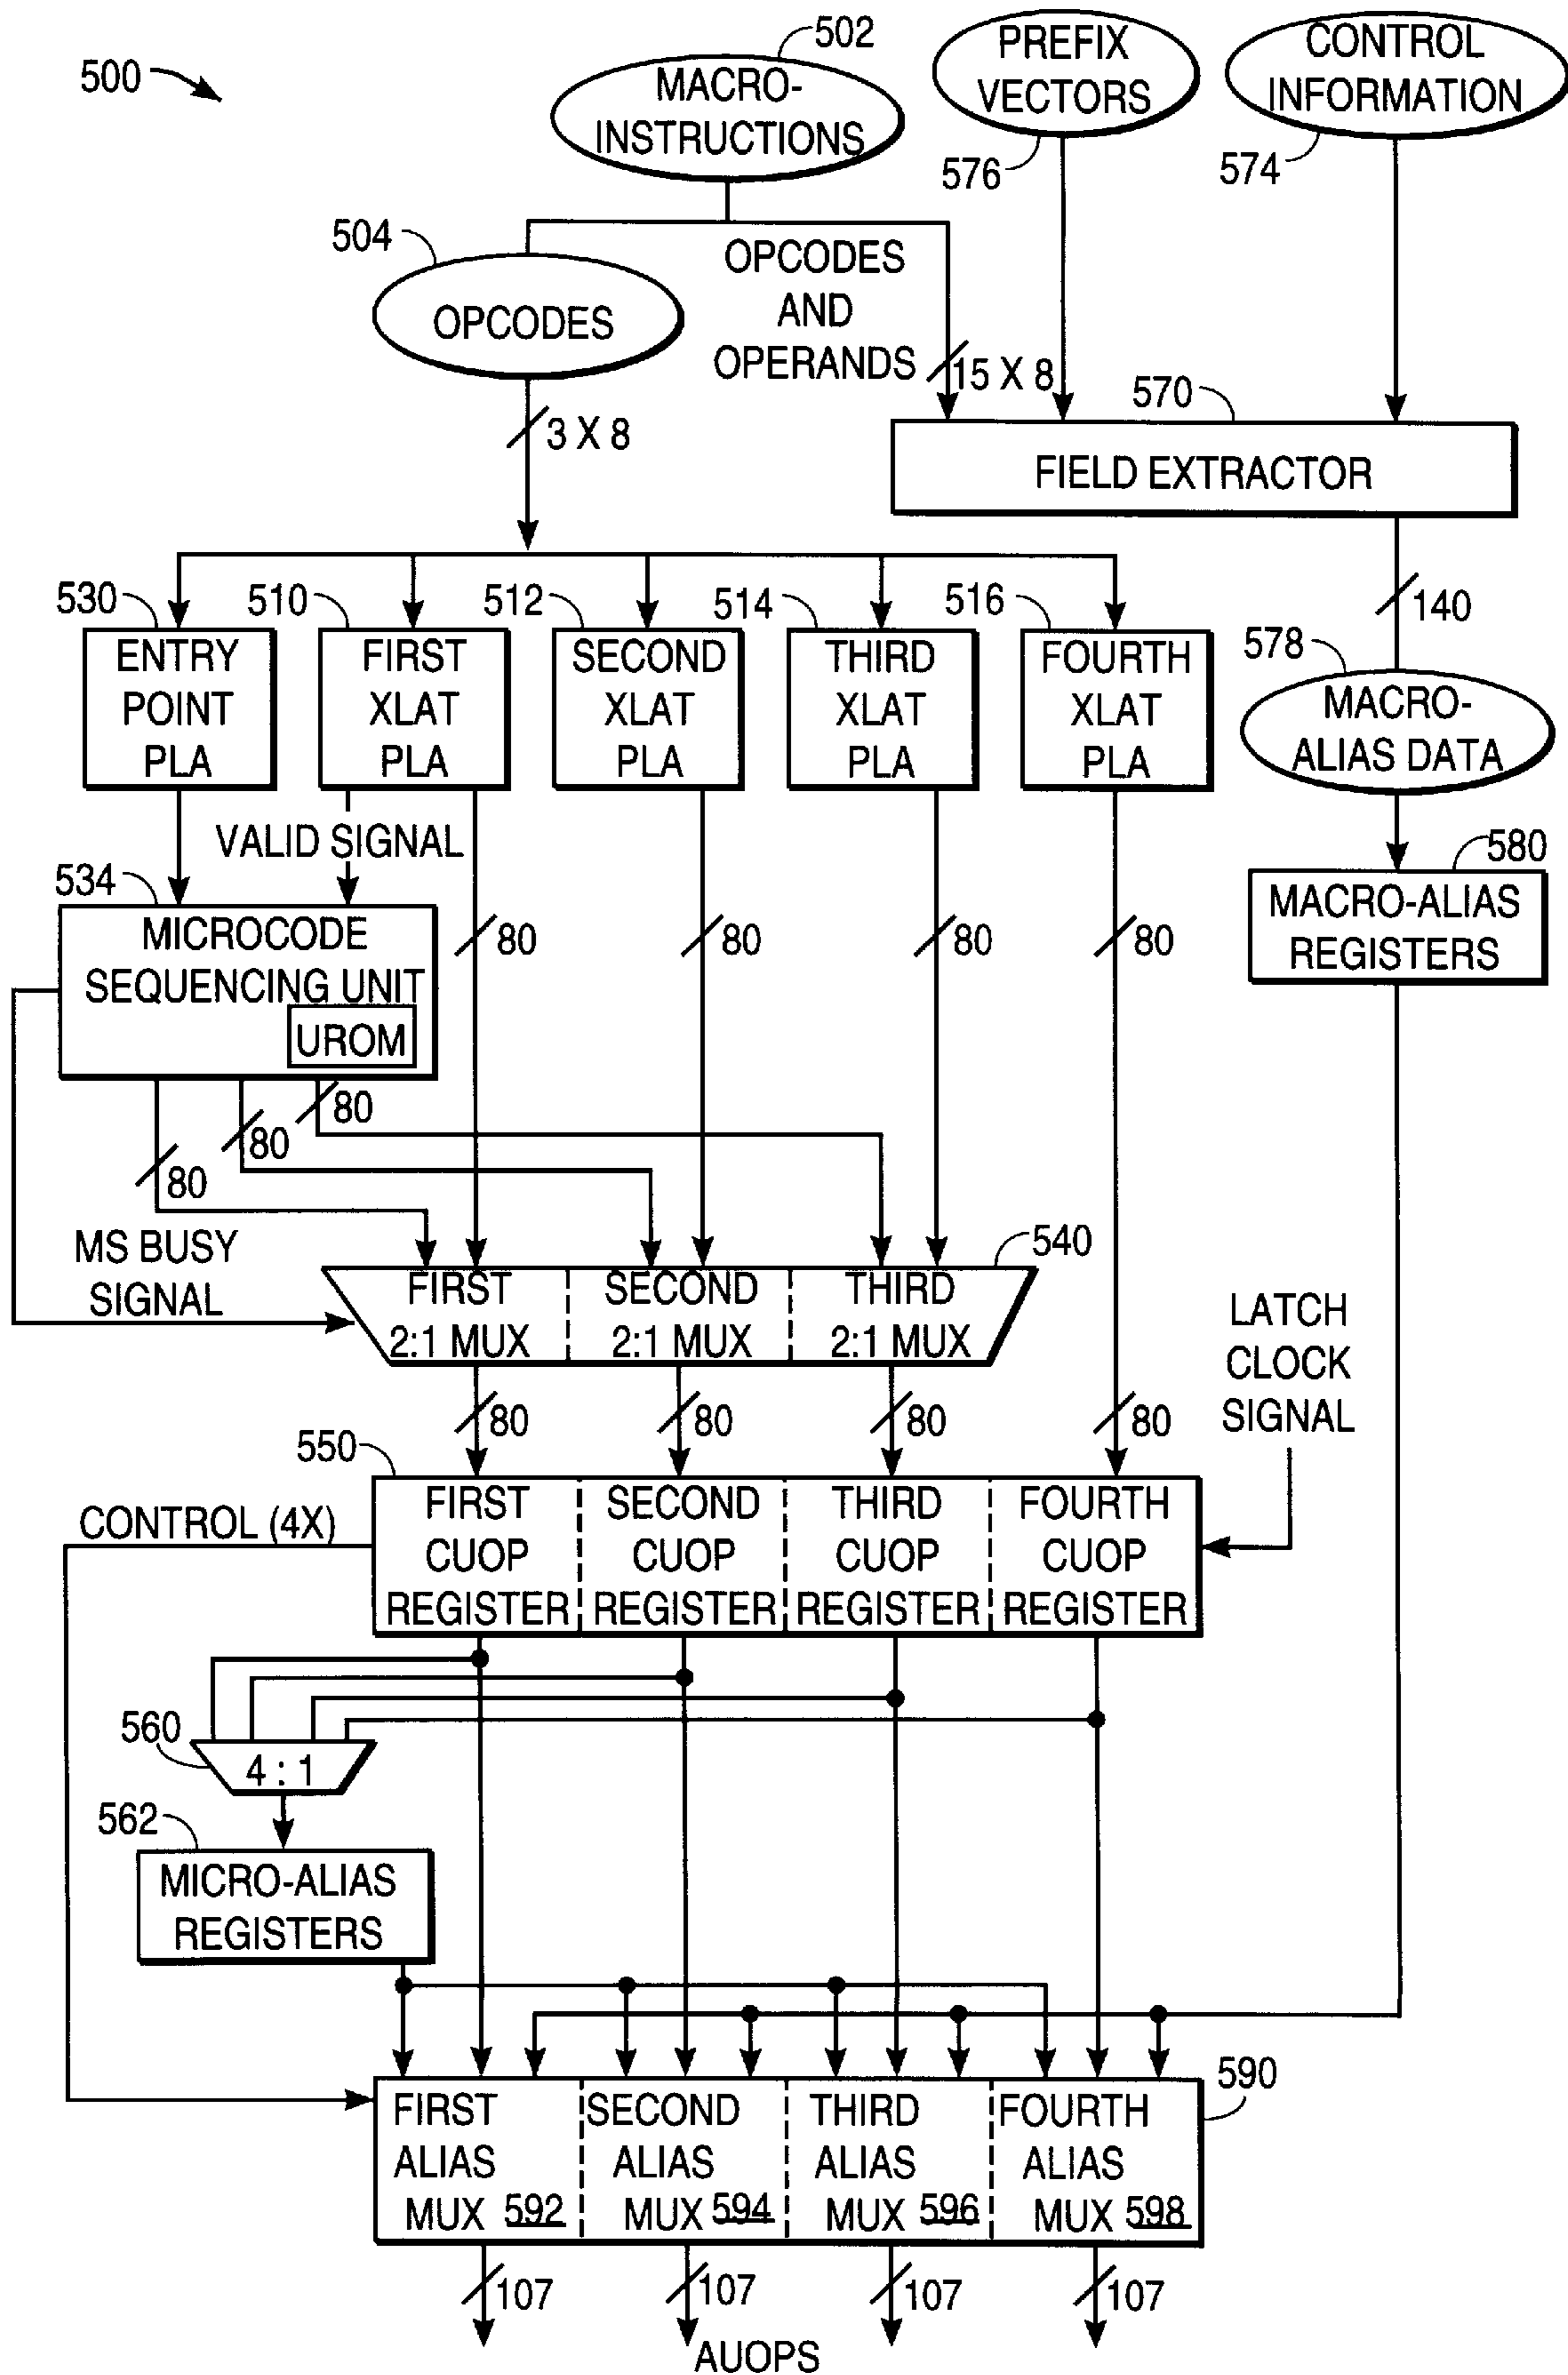 500
502
MACRO-
INSTRUCTIONS
PREFIX
VECTORS
576
CONTROL
INFORMATION
574
504
OPCODES
OPCODES
AND
OPERANDS
15 X 8
3 X 8
570
FIELD EXTRACTOR
140
530
ENTRY
POINT
PLA
510
FIRST
XLAT
PLA
512
SECOND
XLAT
PLA
514
THIRD
XLAT
PLA
516
FOURTH
XLAT
PLA
578
MACRO-
ALIAS DATA
VALID SIGNAL
580
MACRO-ALIAS
REGISTERS
534
MICROCODE
SEQUENCING UNIT
UROM
80
80
80
80
80
80
80
MS BUSY
SIGNAL
540
FIRST
2:1 MUX
SECOND
2:1 MUX
THIRD
2:1 MUX
LATCH
CLOCK
SIGNAL
80
80
80
80
550
CONTROL (4X)
FIRST
CUOP
REGISTER
SECOND
CUOP
REGISTER
THIRD
CUOP
REGISTER
FOURTH
CUOP
REGISTER
560
4 : 1
562
MICRO-ALIAS
REGISTERS
590
FIRST
ALIAS
MUX 592
SECOND
ALIAS
MUX 594
THIRD
ALIAS
MUX 596
FOURTH
ALIAS
MUX 598
107
107
107
107
AUOPS